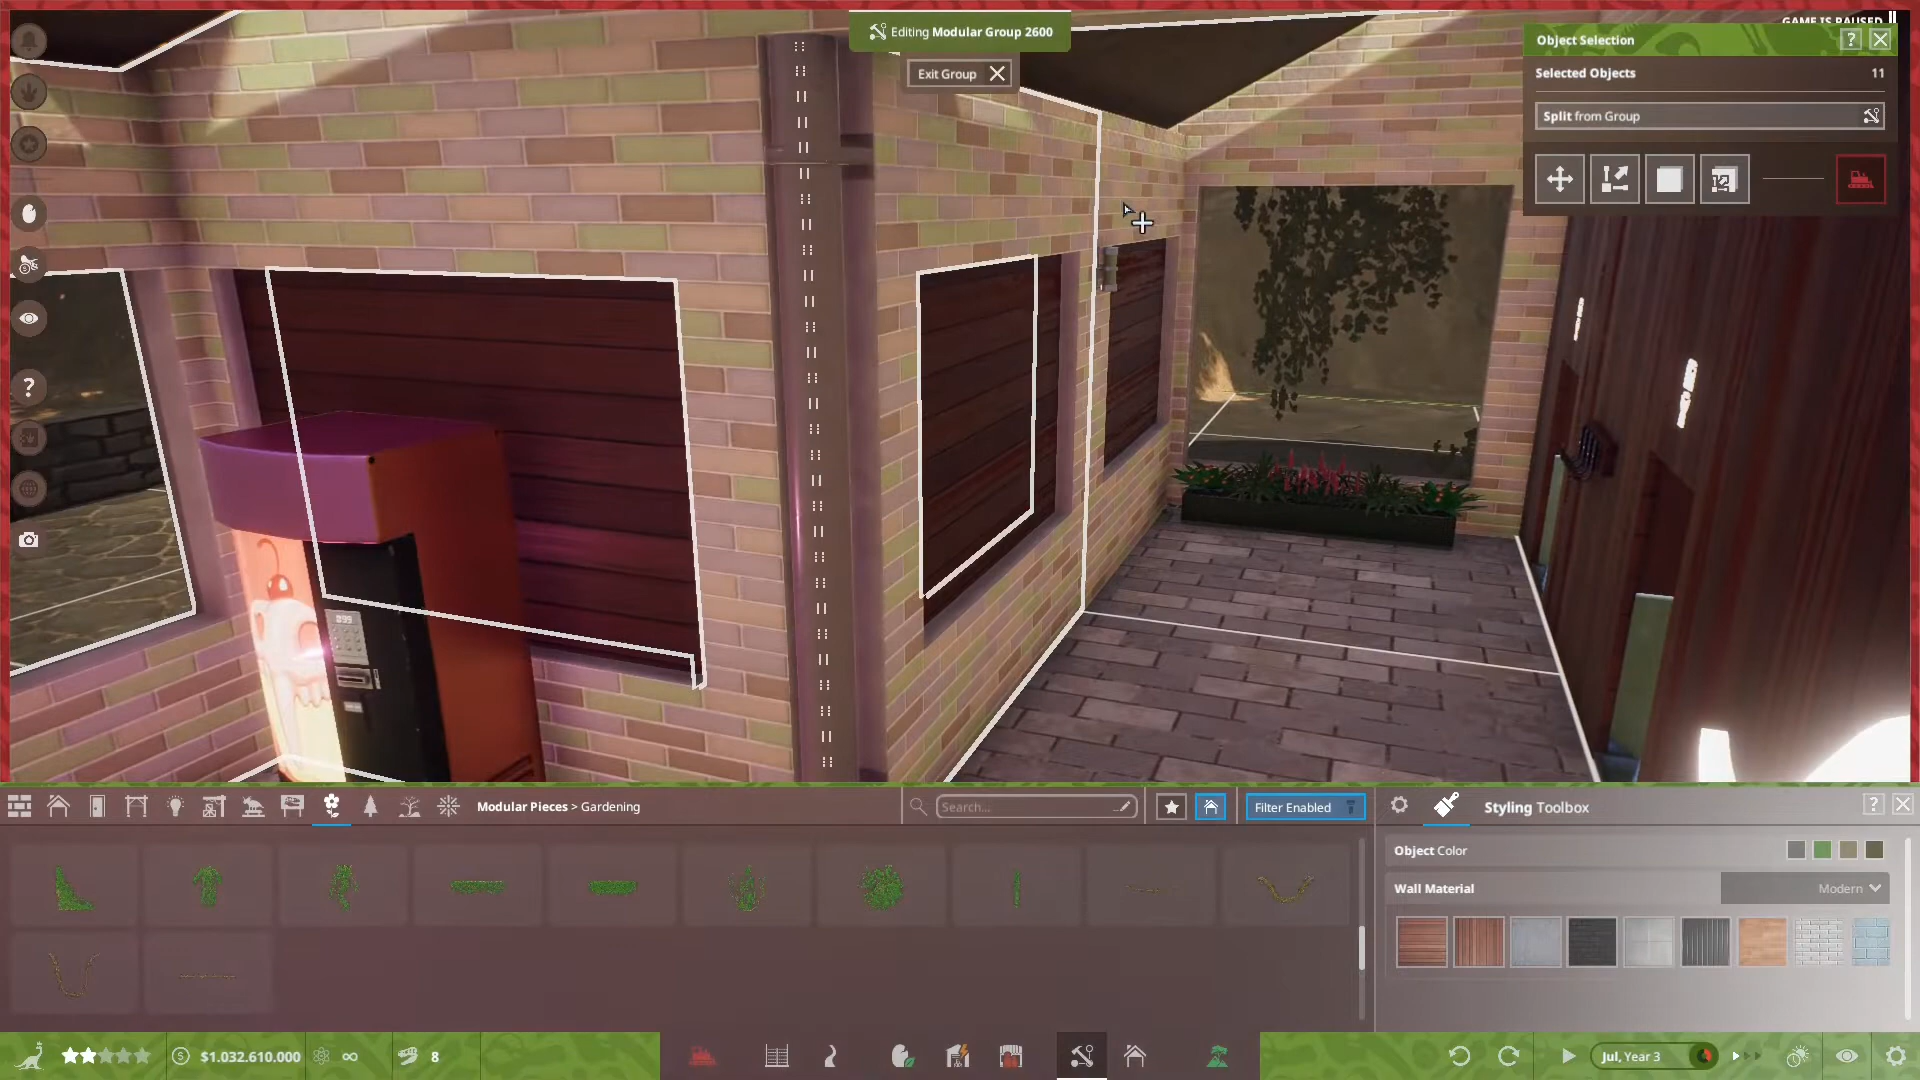 GAME IS PAUSED
Editing Modular Group 2600
Exit Group
Object Selection
?
Selected Objects 11
Split from Group
?
Modular Pieces > Gardening
Search...
Filter Enabled
Styling Toolbox
?
Object Color
Wall Material
Modern
$1.032.610.000
∞
8
Jul, Year 3